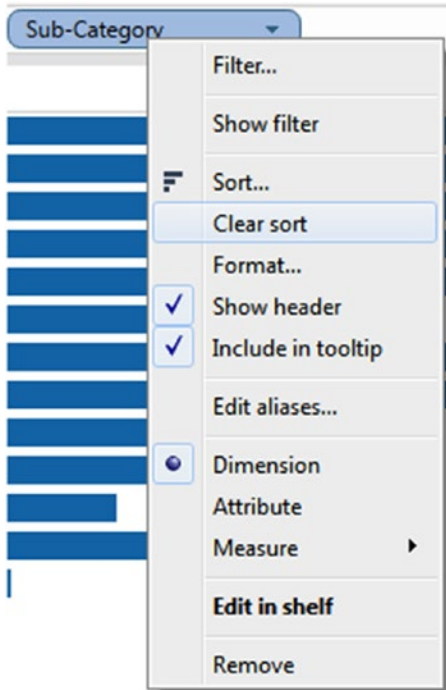 Sub-Category
Filter...
Show filter
Sort...
Clear sort
Format...
Show header
Include in tooltip
Edit aliases...
Dimension
Attribute
Measure
Edit in shelf
Remove